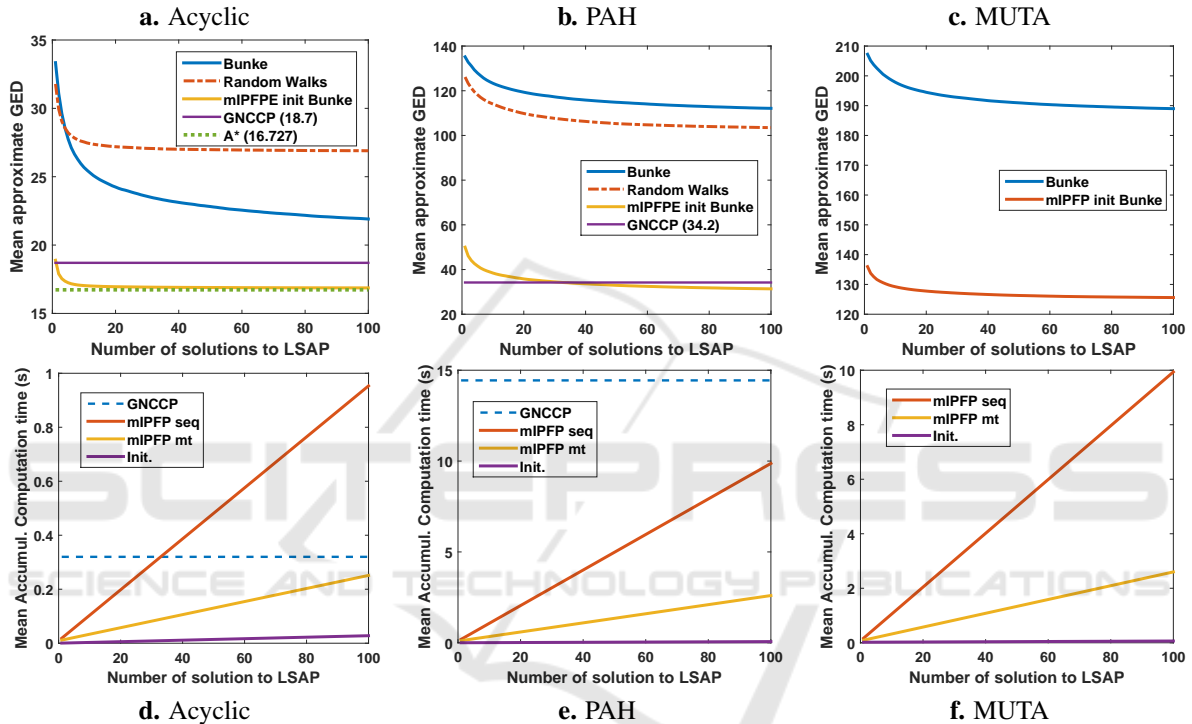 a. Acyclic
b. PAH
c. MUTA
Mean approximate GED
35
30
25
20
15
0
20
40
60
80
100
Number of solutions to LSAP
Bunke
Random Walks
mIPFPE init Bunke
GNCCP (18.7)
A* (16.727)
Mean approximate GED
140
120
100
80
60
40
20
0
20
40
60
80
100
Number of solutions to LSAP
Bunke
Random Walks
mIPFPE init Bunke
GNCCP (34.2)
Mean approximate GED
210
200
190
180
170
160
150
140
130
120
0
20
40
60
80
100
Number of solutions to LSAP
Bunke
mIPFP init Bunke
Mean Accumul. Computation time (s)
1
0.8
0.6
0.4
0.2
0
0
20
40
60
80
100
Number of solution to LSAP
GNCCP
mIPFP seq
mIPFP mt
Init.
Mean Accumul. Computation time (s)
15
10
5
0
0
20
40
60
80
100
Number of solution to LSAP
GNCCP
mIPFP seq
mIPFP mt
Init.
Mean Accumul. Computation time (s)
10
8
6
4
2
0
0
20
40
60
80
100
Number of solution to LSAP
mIPFP seq
mIPFP mt
Init.
SCITEPRESS
SCIENCE AND TECHNOLOGY PUBLICATIONS
d. Acyclic
e. PAH
f. MUTA